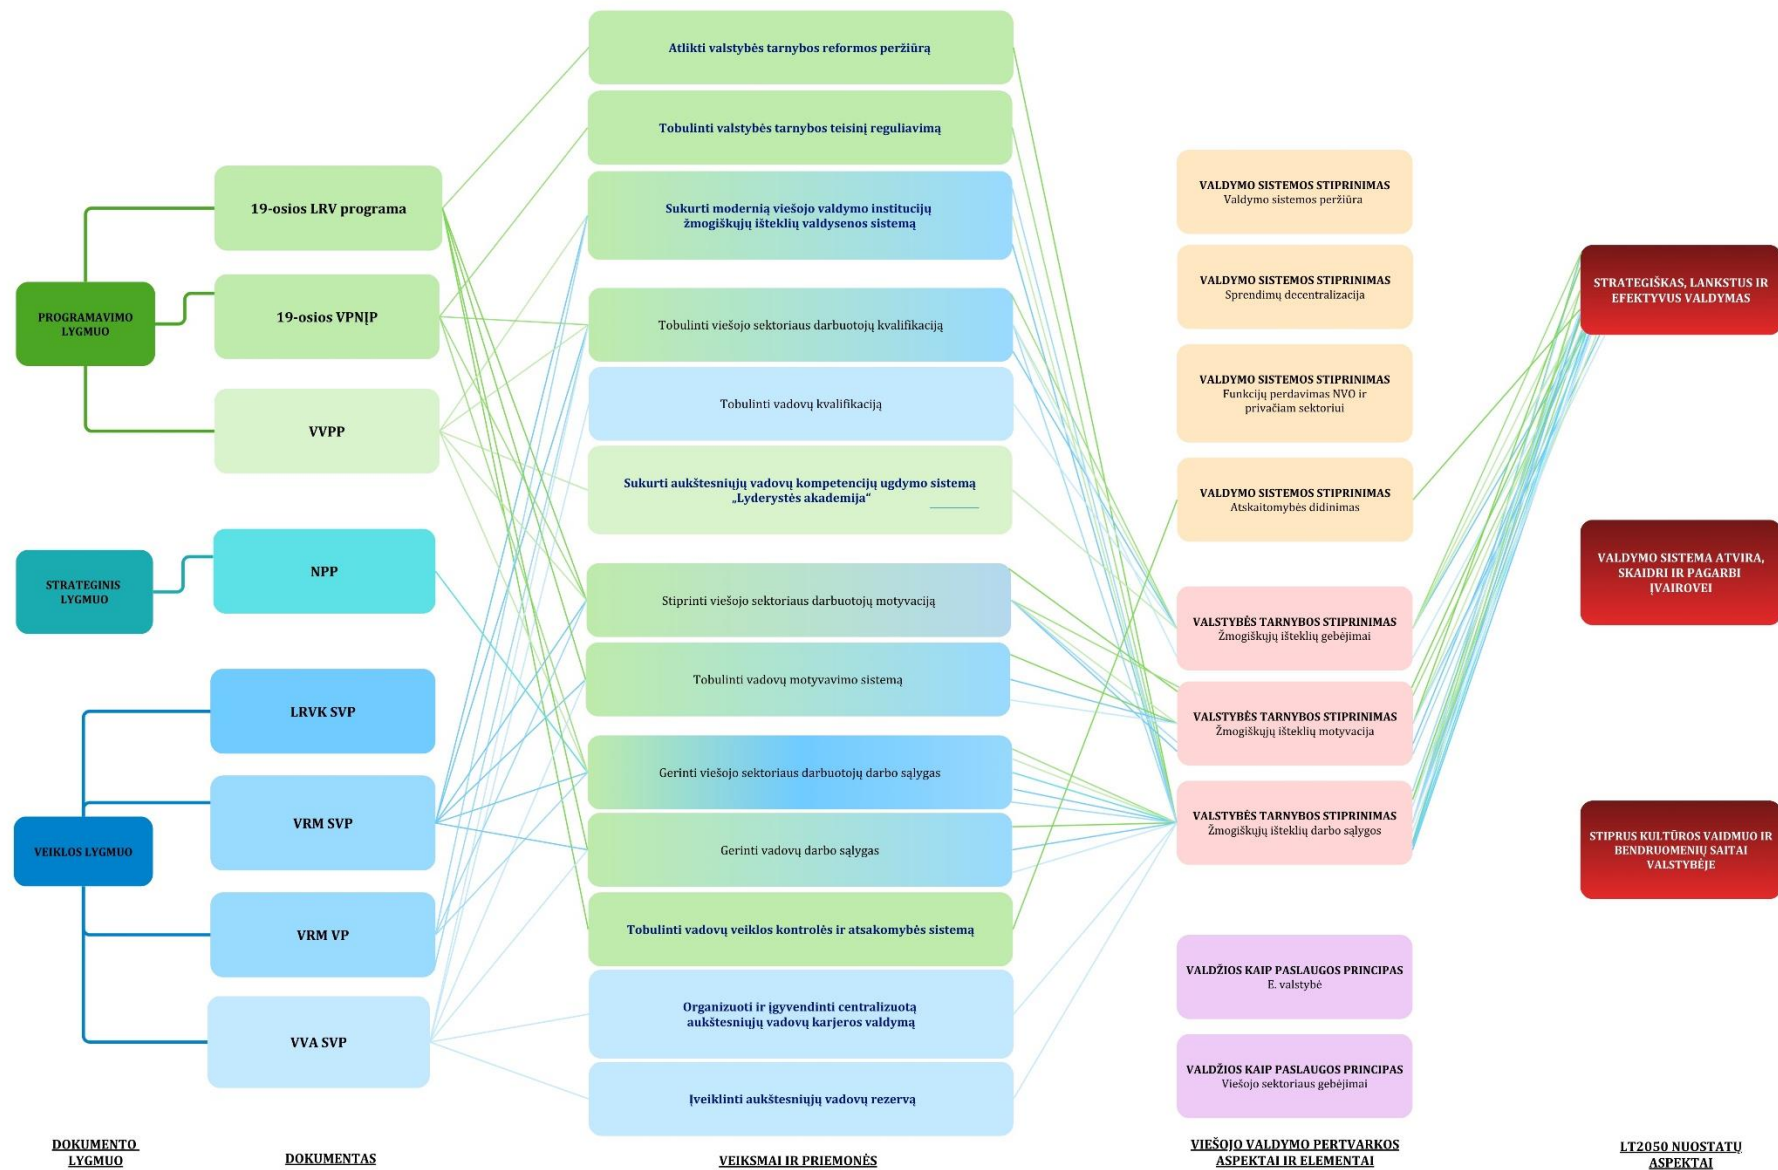 PROGRAMAVIMO
LYGMUO
STRATEGINIS
LYGMUO
VEIKLOS LYGMUO
DOKUMENTO
LYGMUO
19-osios LRV programa
19-osios VPNĮP
VVPP
NPP
LRVK SVP
VRM SVP
VRM VP
VVA SVP
DOKUMENTAS
Atlikti valstybės tarnybos reformos peržiūrą
Tobulinti valstybės tarnybos teisinį reguliavimą
Sukurti modernią viešojo valdymo institucijų
žmogiškųjų išteklių valdysenos sistemą
Tobulinti viešojo sektoriaus darbuotojų kvalifikaciją
Tobulinti vadovų kvalifikaciją
Sukurti aukštesniųjų vadovų kompetencijų ugdymo sistemą
„Lyderystės akademija“
Stiprinti viešojo sektoriaus darbuotojų motyvaciją
Tobulinti vadovų motyvavimo sistemą
Gerinti viešojo sektoriaus darbuotojų darbo sąlygas
Gerinti vadovų darbo sąlygas
Tobulinti vadovų veiklos kontrolės ir atsakomybės sistemą
Organizuoti ir įgyvendinti centralizuotą
aukštesniųjų vadovų karjeros valdymą
Įveiklinti aukštesniųjų vadovų rezervą
VEIKSMAI IR PRIEMONĖS
VALDYMO SISTEMOS STIPRINIMAS
Valdymo sistemos peržiūra
VALDYMO SISTEMOS STIPRINIMAS
Sprendimų decentralizacija
VALDYMO SISTEMOS STIPRINIMAS
Funkcijų perdavimas NVO ir
privačiam sektoriui
VALDYMO SISTEMOS STIPRINIMAS
Atskaitomybės didinimas
VALSTYBĖS TARNYBOS STIPRINIMAS
Žmogiškųjų išteklių gebėjimai
VALSTYBĖS TARNYBOS STIPRINIMAS
Žmogiškųjų išteklių motyvacija
VALSTYBĖS TARNYBOS STIPRINIMAS
Žmogiškųjų išteklių darbo sąlygos
VALDŽIOS KAIP PASLAUGOS PRINCIPAS
E. valstybė
VALDŽIOS KAIP PASLAUGOS PRINCIPAS
Viešojo sektoriaus gebėjimai
VIEŠOJO VALDYMO PERTVARKOS
ASPEKTAI IR ELEMENTAI
STRATEGIŠKAS, LANKSTUS IR
EFEKTYVUS VALDYMAS
VALDYMO SISTEMA ATVIRA,
SKAIDRI IR PAGARBI
ĮVAIROVEI
STIPRUS KULTŪROS VAIDMUO IR
BENDRUOMENIŲ SAITAI
VALSTYBĖJE
LT2050 NUOSTATŲ
ASPEKTAI